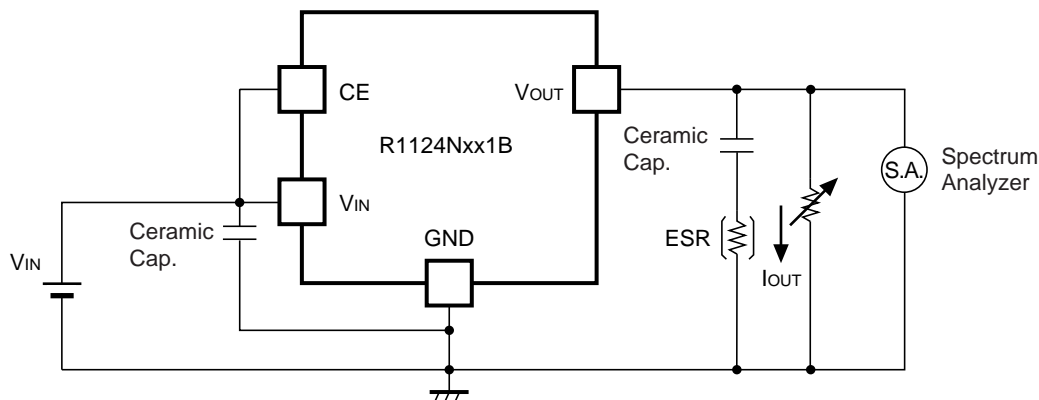 CE
VOUT
R1124Nxx1B
Ceramic
Cap.
S.A.
Spectrum
Analyzer
VIN
Ceramic
Cap.
GND
ESR
VIN
IOUT